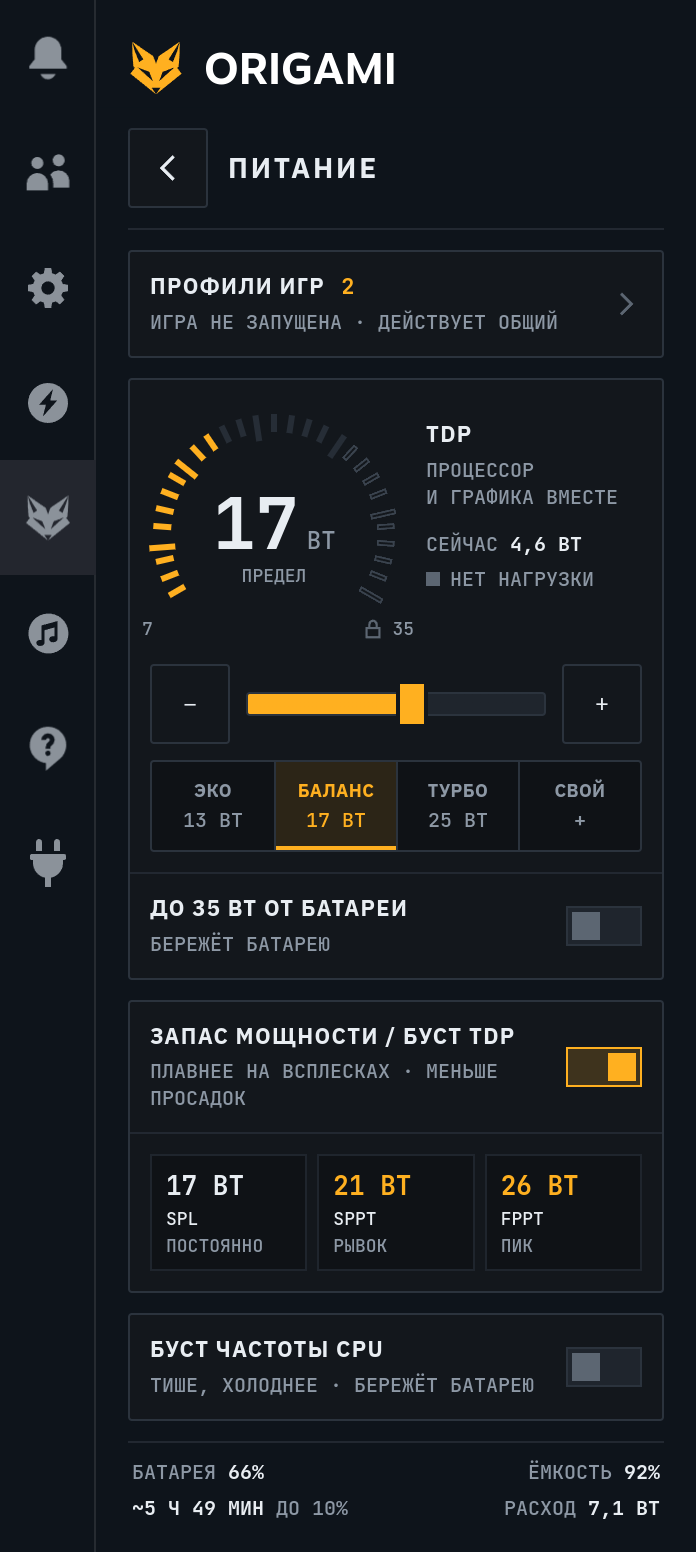 ORIGAMI
ПИТАНИЕ
ПРОФИЛИ ИГР 2
ИГРА НЕ ЗАПУЩЕНА · ДЕЙСТВУЕТ ОБЩИЙ
17 ВТ
ПРЕДЕЛ
7
35
TDP
ПРОЦЕССОР
И ГРАФИКА ВМЕСТЕ
СЕЙЧАС 4,6 ВТ
НЕТ НАГРУЗКИ
− +
ЭКО БАЛАНС ТУРБО СВОЙ
13 ВТ 17 ВТ 25 ВТ +
ДО 35 ВТ ОТ БАТАРЕИ
БЕРЕЖЁТ БАТАРЕЮ
ЗАПАС МОЩНОСТИ / БУСТ TDP
ПЛАВНЕЕ НА ВСПЛЕСКАХ · МЕНЬШЕ
ПРОСАДОК
17 ВТ 21 ВТ 26 ВТ
SPL SPPT FPPT
ПОСТОЯННО РЫВОК ПИК
БУСТ ЧАСТОТЫ CPU
ТИШЕ, ХОЛОДНЕЕ · БЕРЕЖЁТ БАТАРЕЮ
БАТАРЕЯ 66% ЁМКОСТЬ 92%
~5 Ч 49 МИН ДО 10% РАСХОД 7,1 ВТ